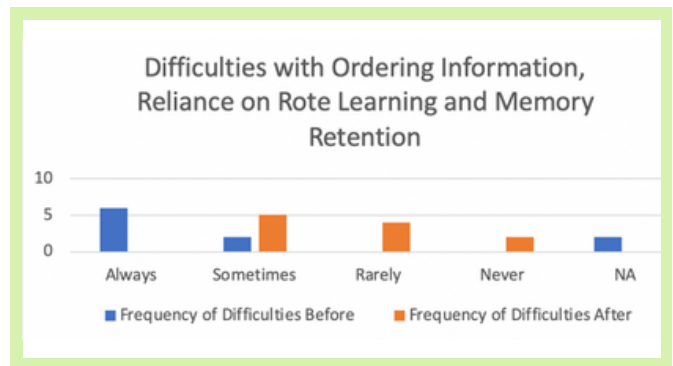 Difficulties with Ordering Information,
Reliance on Rote Learning and Memory
Retention
10
5
0
Always Sometimes Rarely Never NA
Frequency of Difficulties Before Frequency of Difficulties After